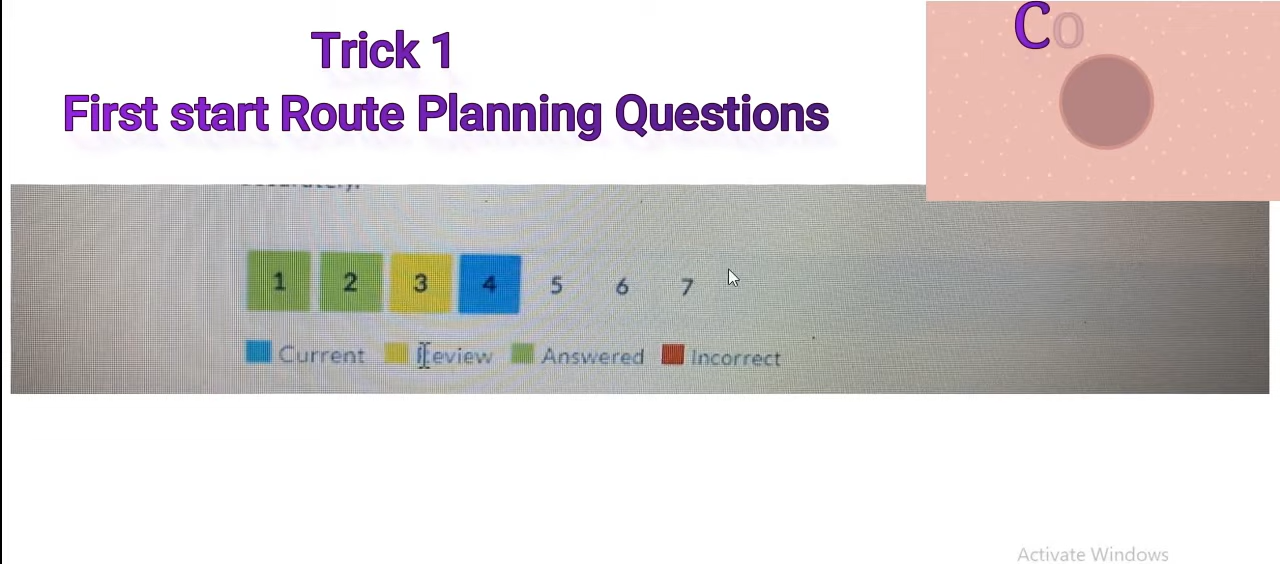 Trick 1
First start Route Planning Questions
Co
1 2 3 4 5 6 7
Current Review Answered Incorrect
Activate Windows